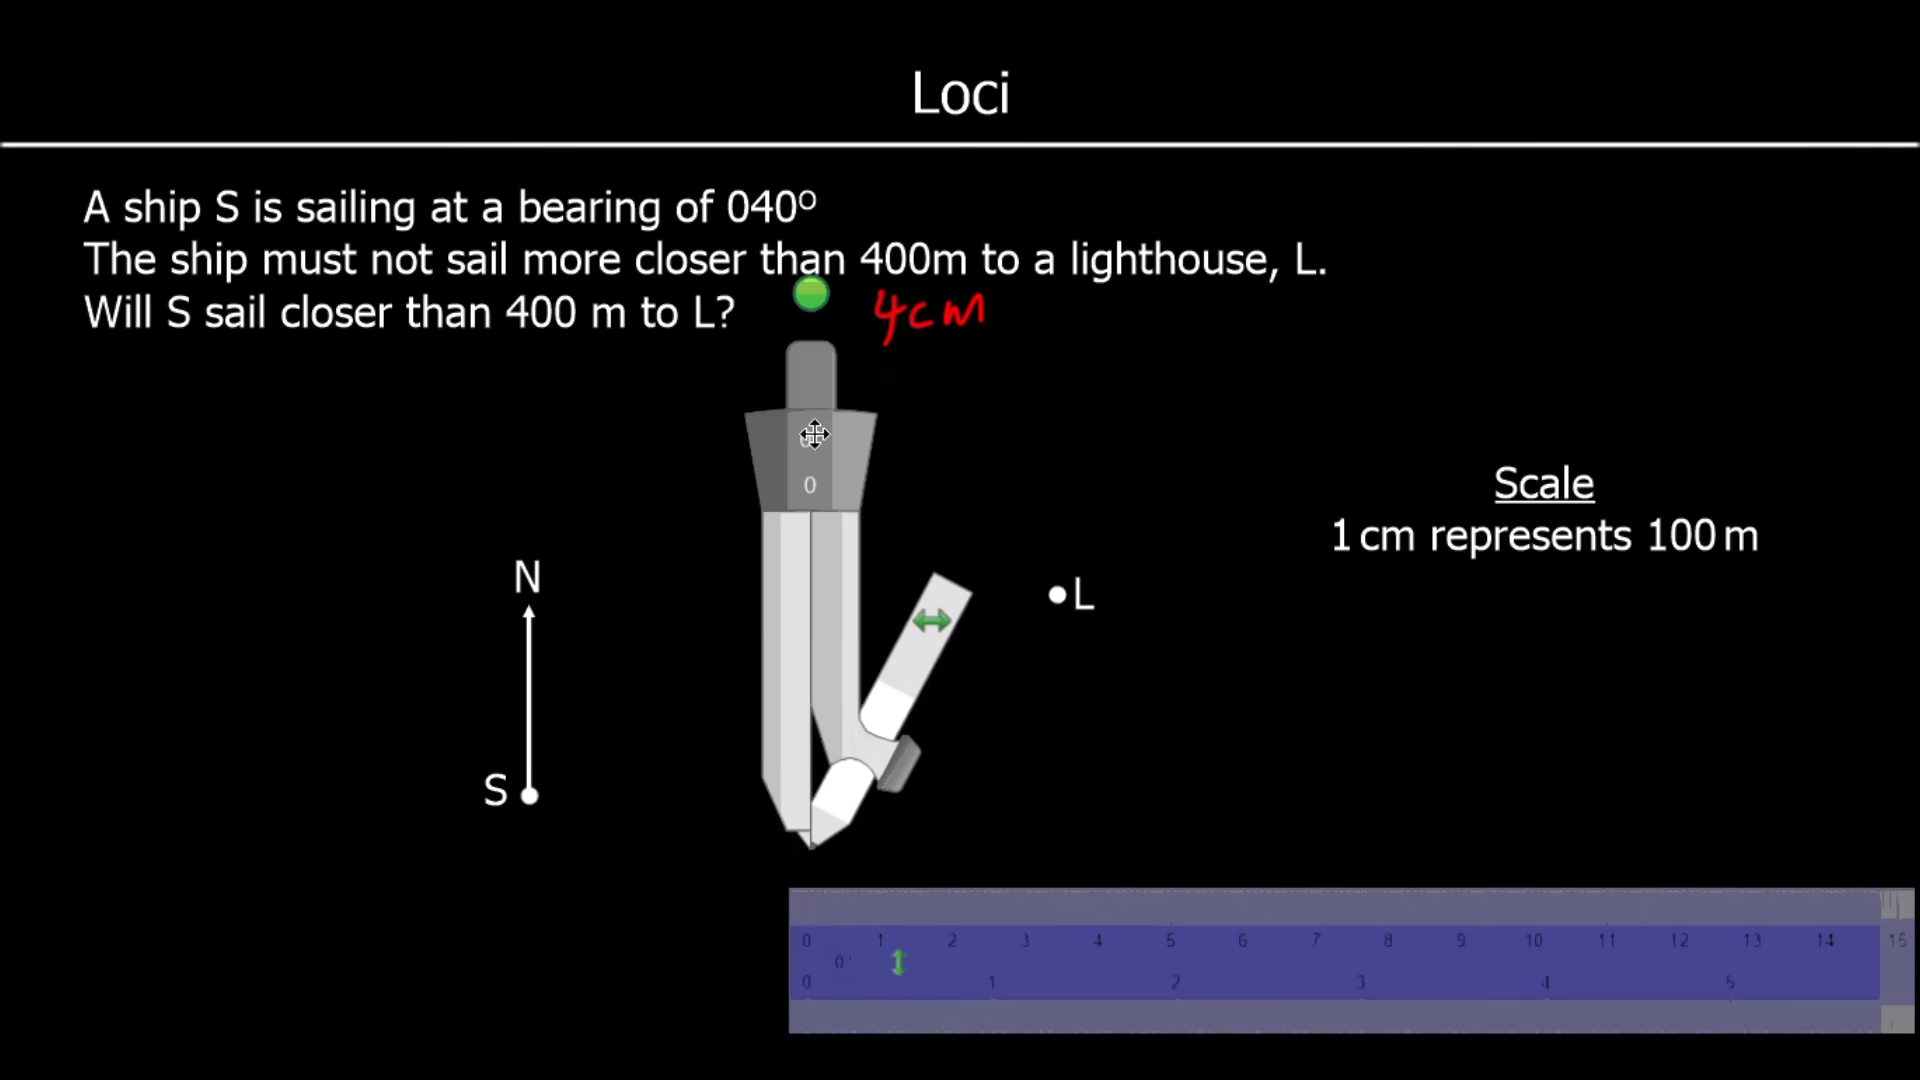 Loci
A ship S is sailing at a bearing of 040º
The ship must not sail more closer than 400m to a lighthouse, L.
Will S sail closer than 400 m to L?
4cm
0
Scale
1 cm represents 100 m
N
L
S
0 1 2 3 4 5 6 7 8 9 10 11 12 13 14 15
0°
0 1 2 3 4 5